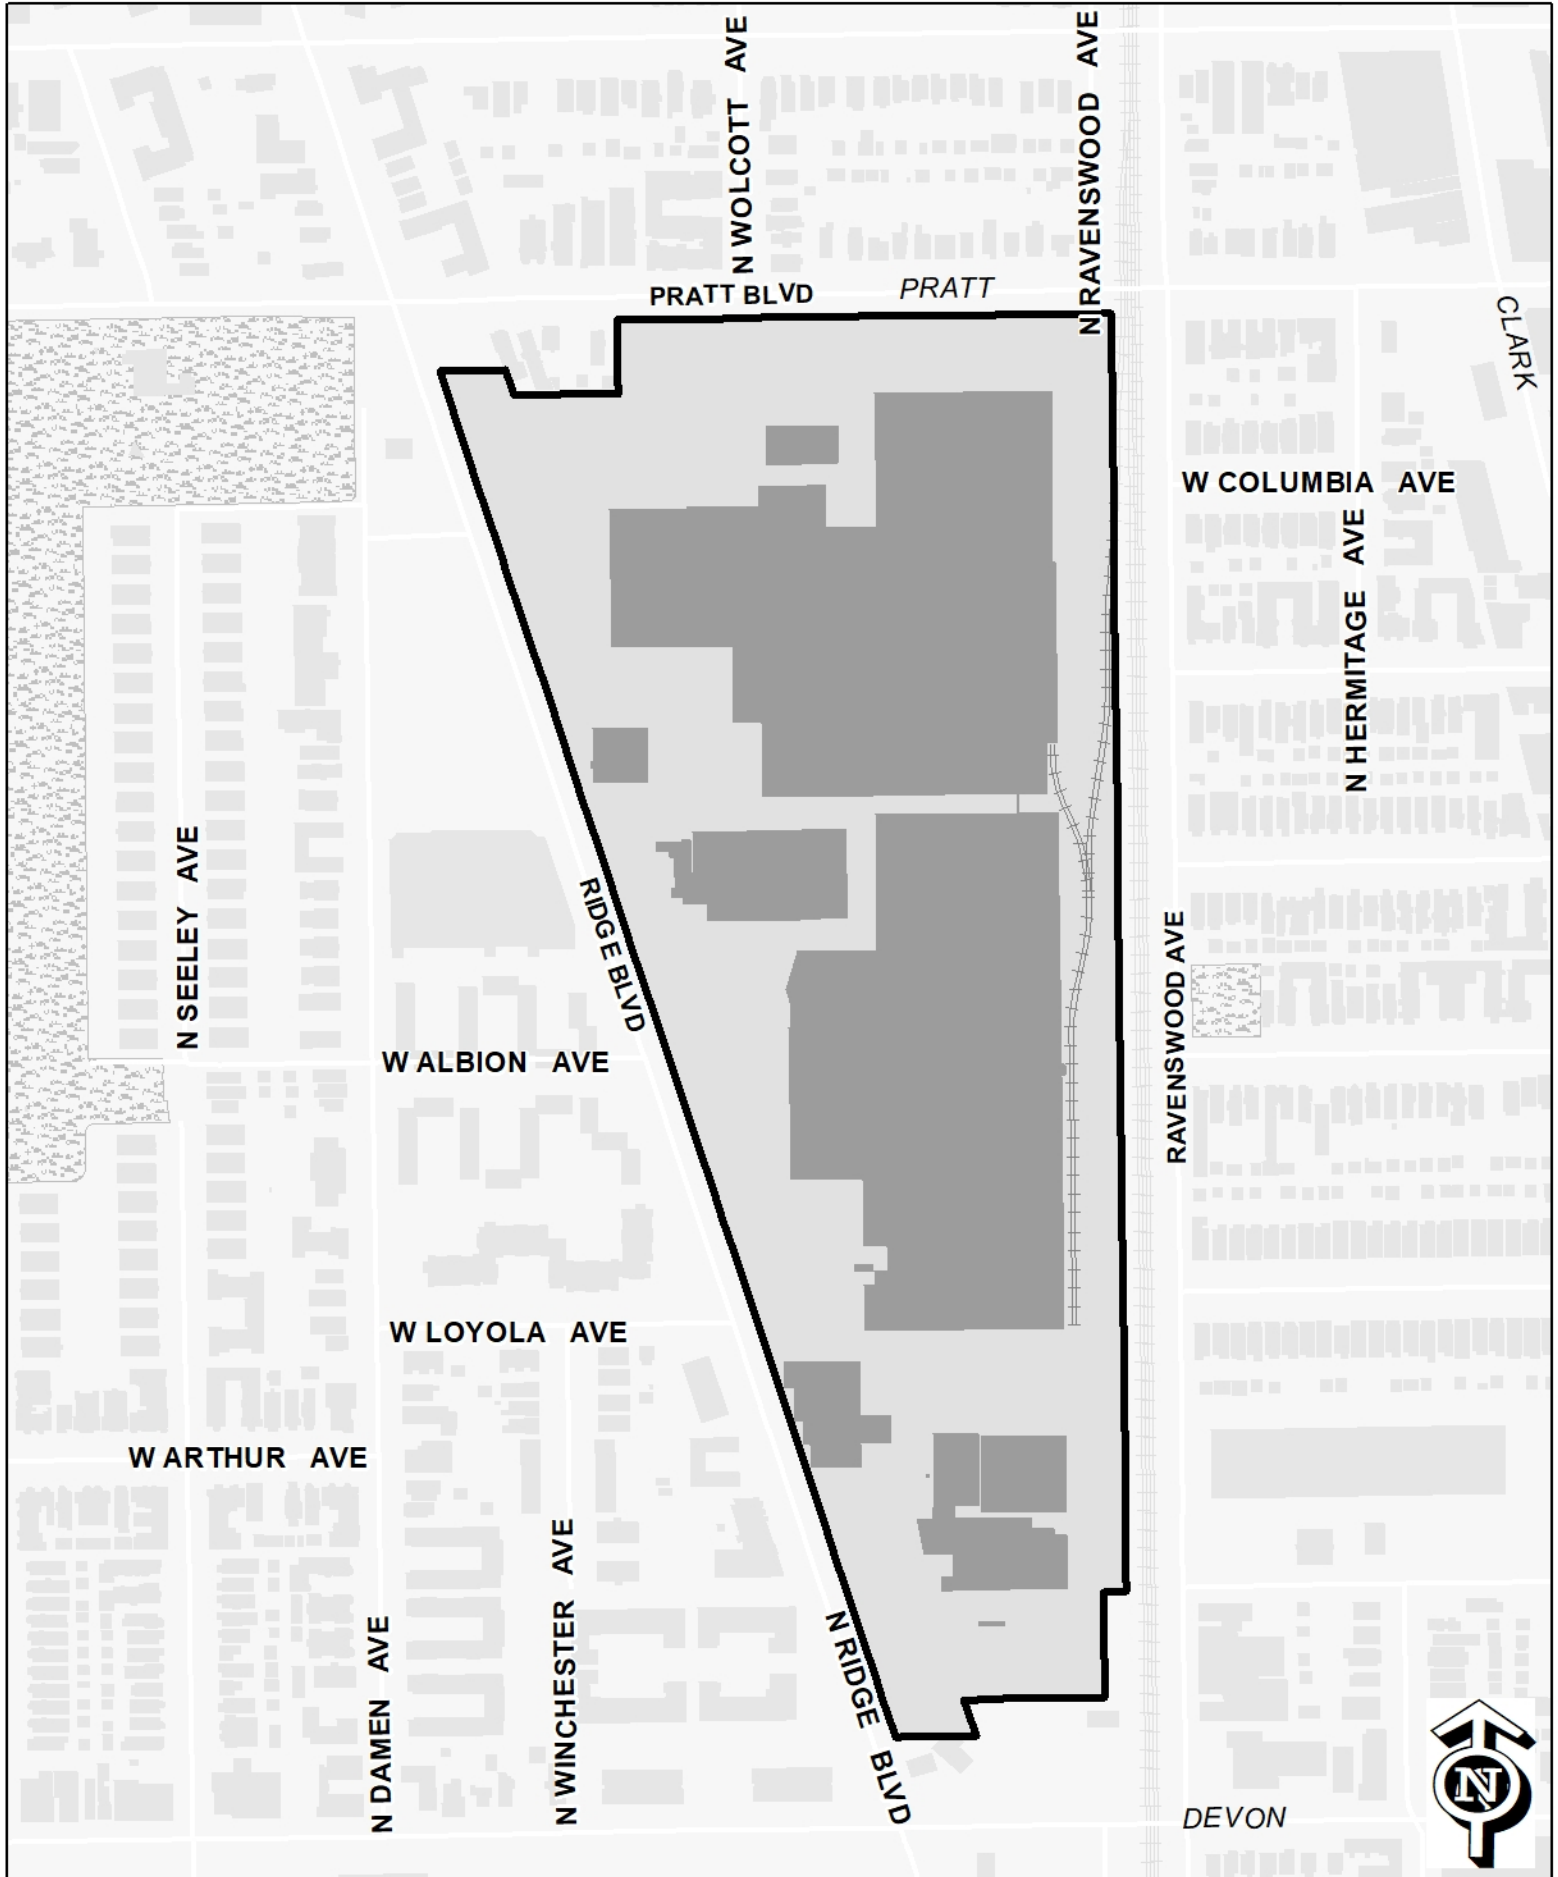 N WOLCOTT AVE
N RAVENSWOOD AVE
PRATT BLVD
PRATT
CLARK
W COLUMBIA AVE
N HERMITAGE AVE
N SEELEY AVE
RIDGE BLVD
RAVENSWOOD AVE
W ALBION AVE
W LOYOLA AVE
W ARTHUR AVE
N DAMEN AVE
N WINCHESTER AVE
N RIDGE BLVD
DEVON
N